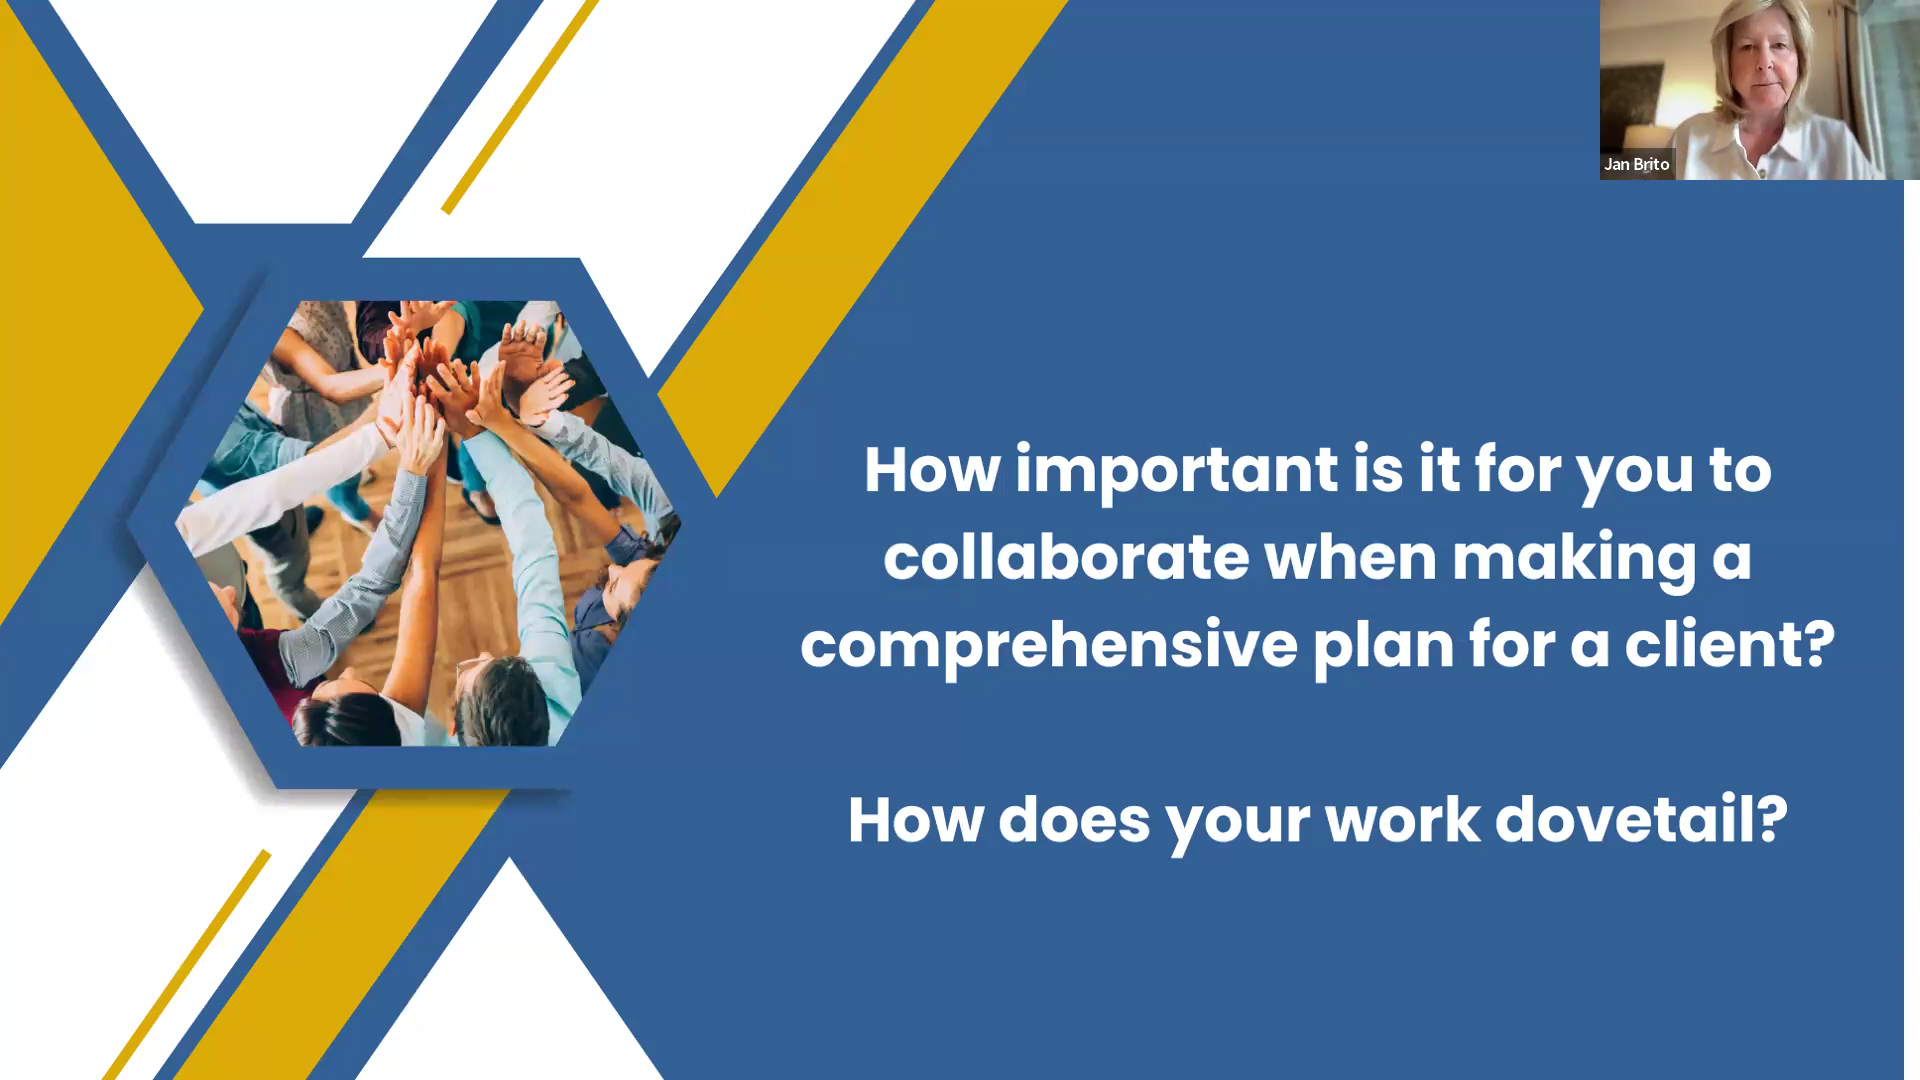 Jan Brito
How important is it for you to
collaborate when making a
comprehensive plan for a client?
How does your work dovetail?